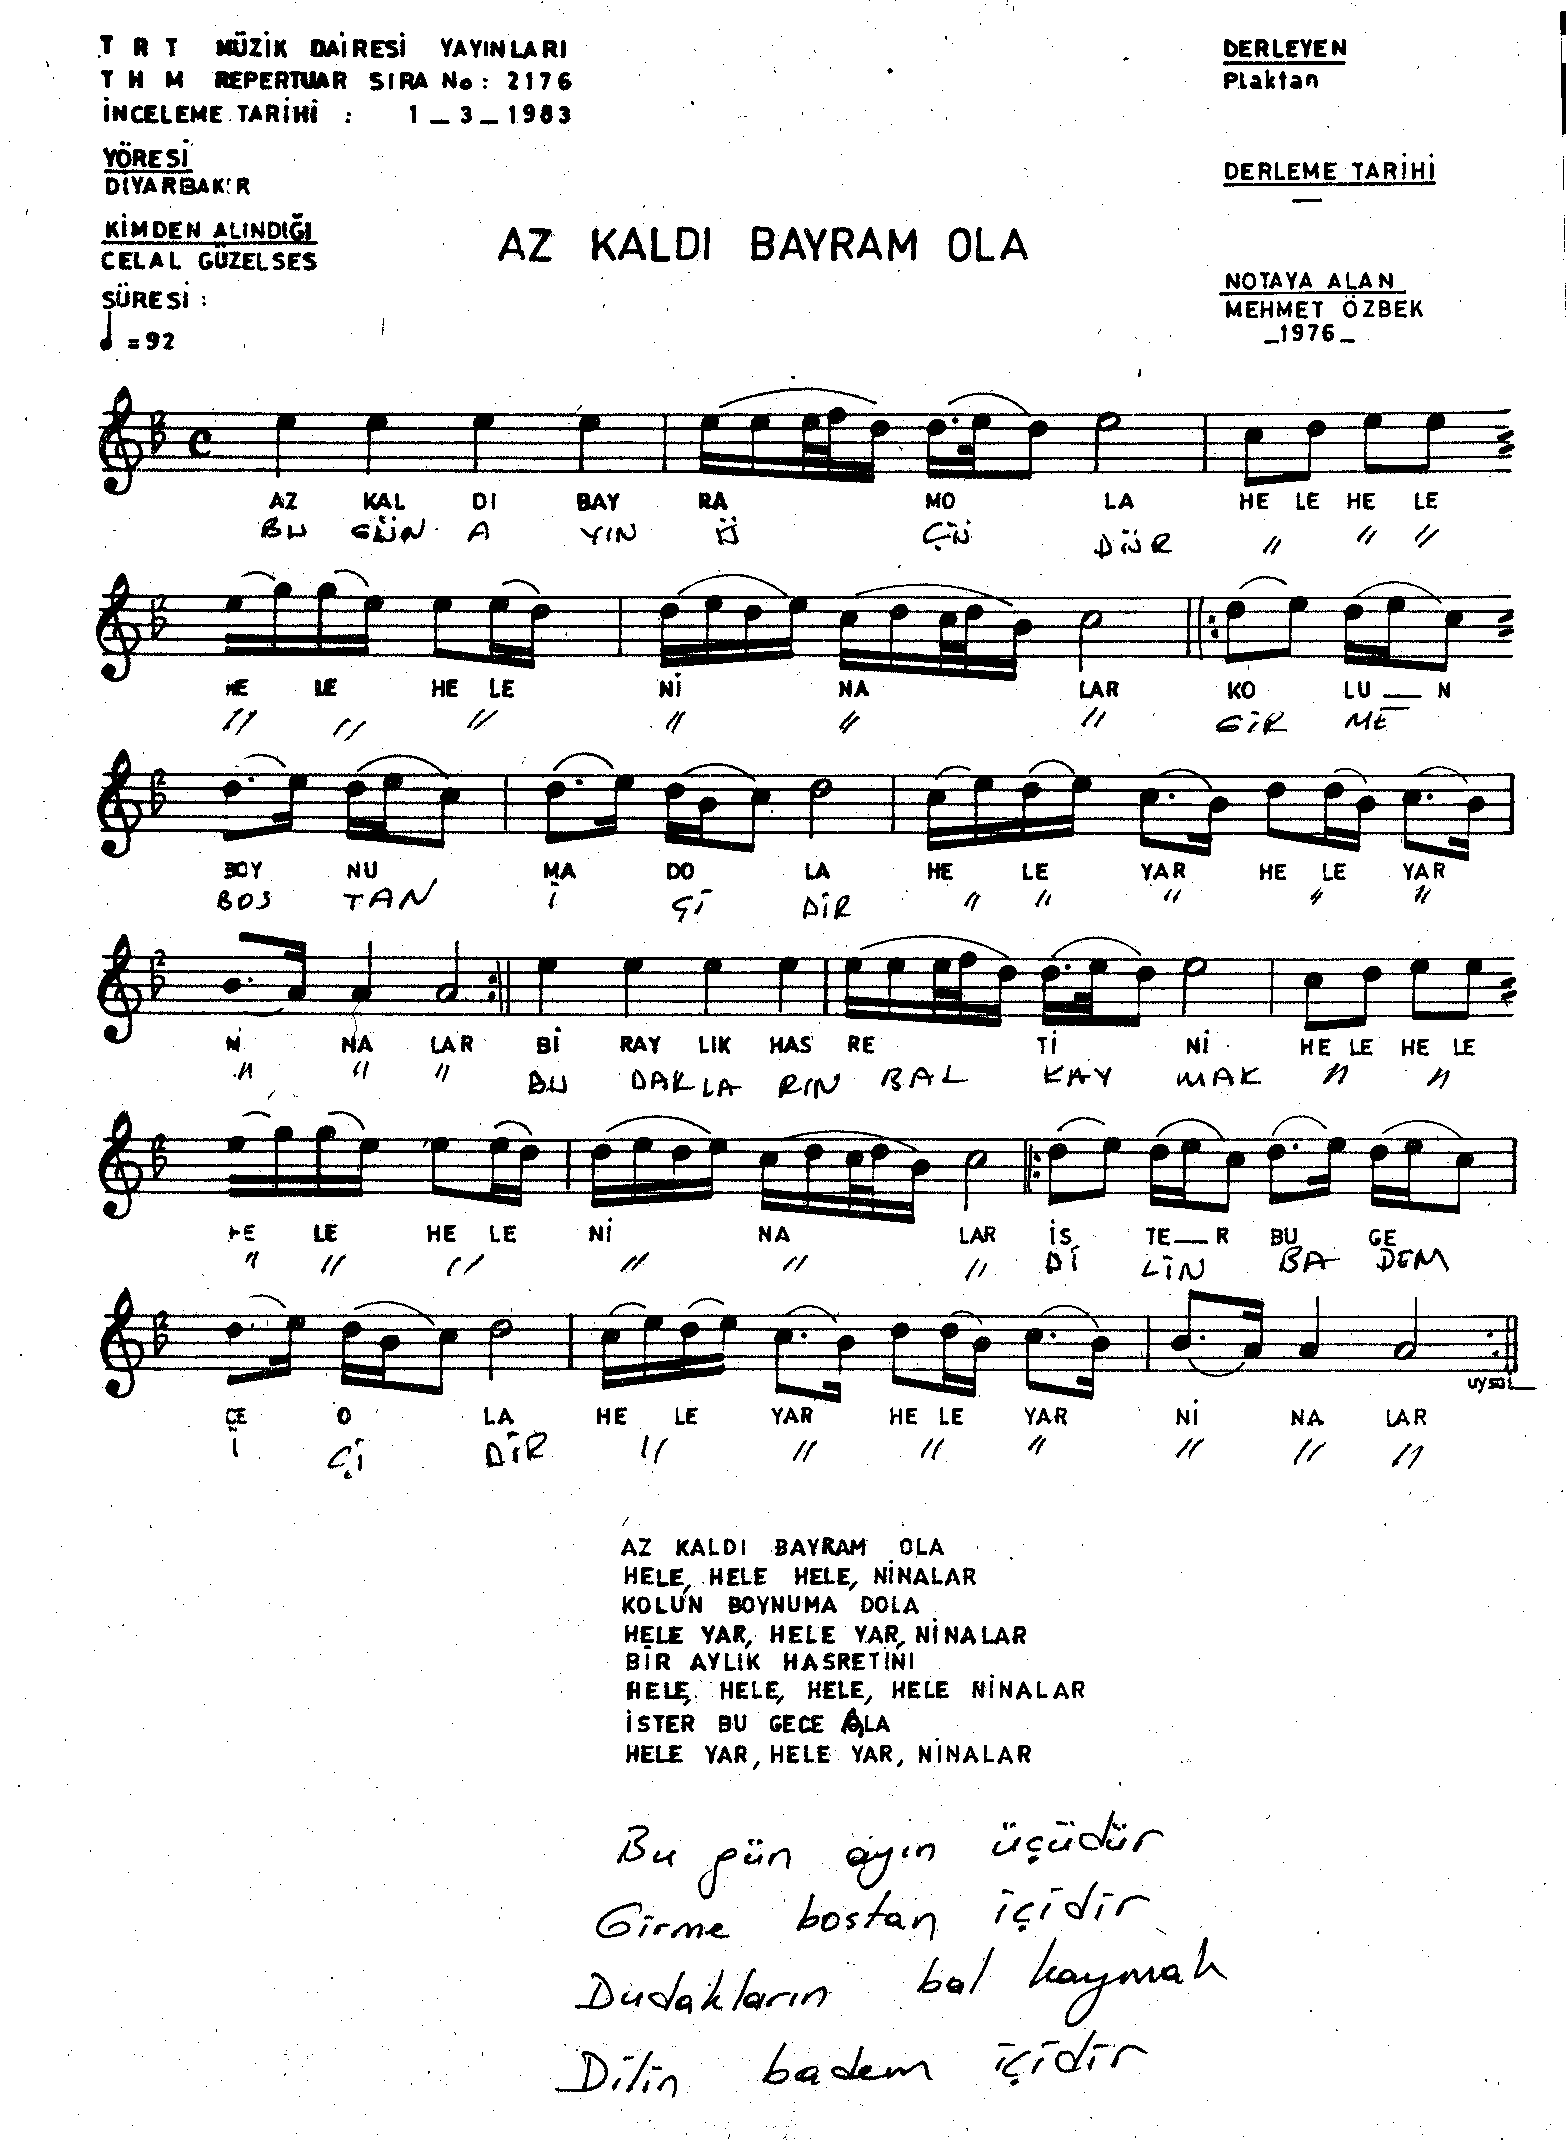 TRT MÜZİK DAİRESİ YAYINLARI
THM REPERTUAR SIRA No: 2176
İNCELEME TARİHİ : 1_3_1983
DERLEYEN
Plaktan
YÖRESİ
DİYARBAKIR
DERLEME TARİHİ
—
KİMDEN ALINDIĞI
CELAL GÜZELSES
AZ KALDI BAYRAM OLA
NOTAYA ALAN
MEHMET ÖZBEK
_1976_
SÜRESİ :
♩ =92
AZ KAL DI BAY RA MO LA HE LE HE LE
BU GÜN A YIN Ü ÇÜ DÜR " " "
HE LE HE LE Nİ NA LAR KO LU — N
" " " " " " GİR ME
BOY NU MA DO LA HE LE YAR HE LE YAR
BOS TAN İ Çİ DİR " " " " "
Nİ NA LAR Bİ RAY LIK HAS RE Tİ Nİ HE LE HE LE
" " " DU DAK LA RIN BAL KAY MAK " "
HE LE HE LE Nİ NA LAR İS TE — R BU GE
" " " " " " Dİ LİN BA DEM
CE O LA HE LE YAR HE LE YAR Nİ NA LAR
İ Çİ DİR " " " " " " "
uysal
AZ KALDI BAYRAM OLA
HELE, HELE HELE, NİNALAR
KOLUN BOYNUMA DOLA
HELE YAR, HELE YAR, NİNALAR
BİR AYLIK HASRETİNİ
HELE, HELE, HELE, HELE NİNALAR
İSTER BU GECE ALA
HELE YAR, HELE YAR, NİNALAR
Bu gün ayın üçüdür
Girme bostan içidir
Dudakların bal kaymak
Dilin badem içidir